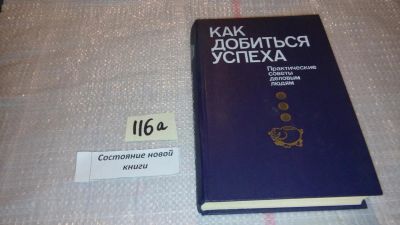 КАК
ДОБИТЬСЯ
УСПЕХА
Практические
советы
деловым
людям
116а
Состояние новой
книги